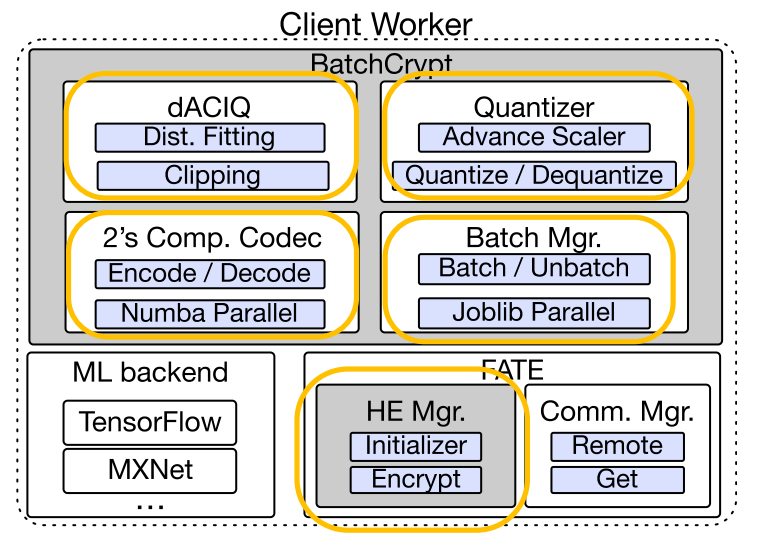 Client Worker
BatchCrypt
dACIQ
Dist. Fitting
Clipping
Quantizer
Advance Scaler
Quantize / Dequantize
2's Comp. Codec
Encode / Decode
Numba Parallel
Batch Mgr.
Batch / Unbatch
Joblib Parallel
ML backend
TensorFlow
MXNet
...
FATE
HE Mgr.
Initializer
Encrypt
Comm. Mgr.
Remote
Get